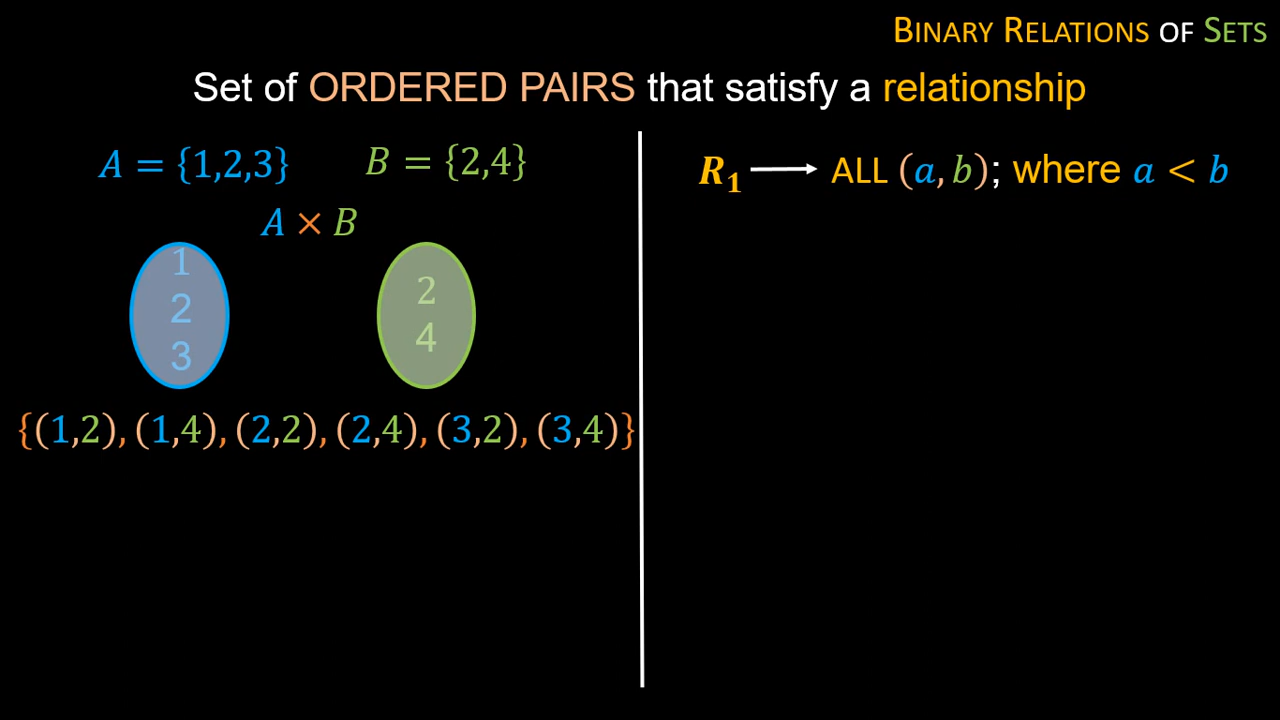 BINARY RELATIONS OF SETS
Set of ORDERED PAIRS that satisfy a relationship
A = {1,2,3}
B = {2,4}
A × B
1
2
3
2
4
{(1,2), (1,4), (2,2), (2,4), (3,2), (3,4)}
R₁ ⟶ ALL (a, b); where a < b